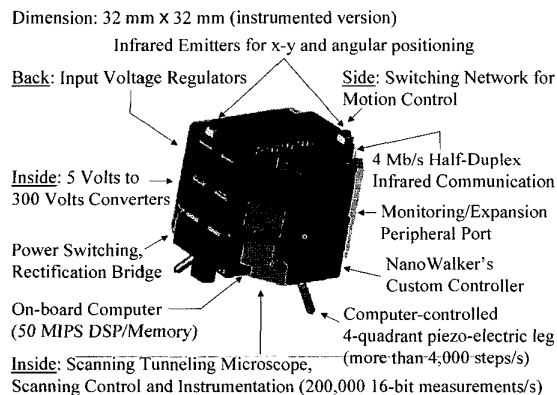 Dimension: 32 mm x 32 mm (instrumented version)
Infrared Emitters for x-y and angular positioning
Back: Input Voltage Regulators
Side: Switching Network for
Motion Control
4 Mb/s Half-Duplex
Infrared Communication
Inside: 5 Volts to
300 Volts Converters
Monitoring/Expansion
Peripheral Port
Power Switching,
Rectification Bridge
NanoWalker's
Custom Controller
On-board Computer
(50 MIPS DSP/Memory)
Computer-controlled
4-quadrant piezo-electric leg
(more than 4,000 steps/s)
Inside: Scanning Tunneling Microscope,
Scanning Control and Instrumentation (200,000 16-bit measurements/s)